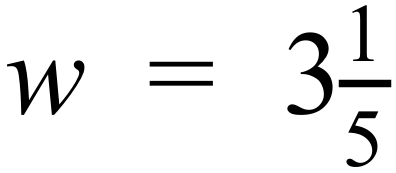 w = 3 1/5